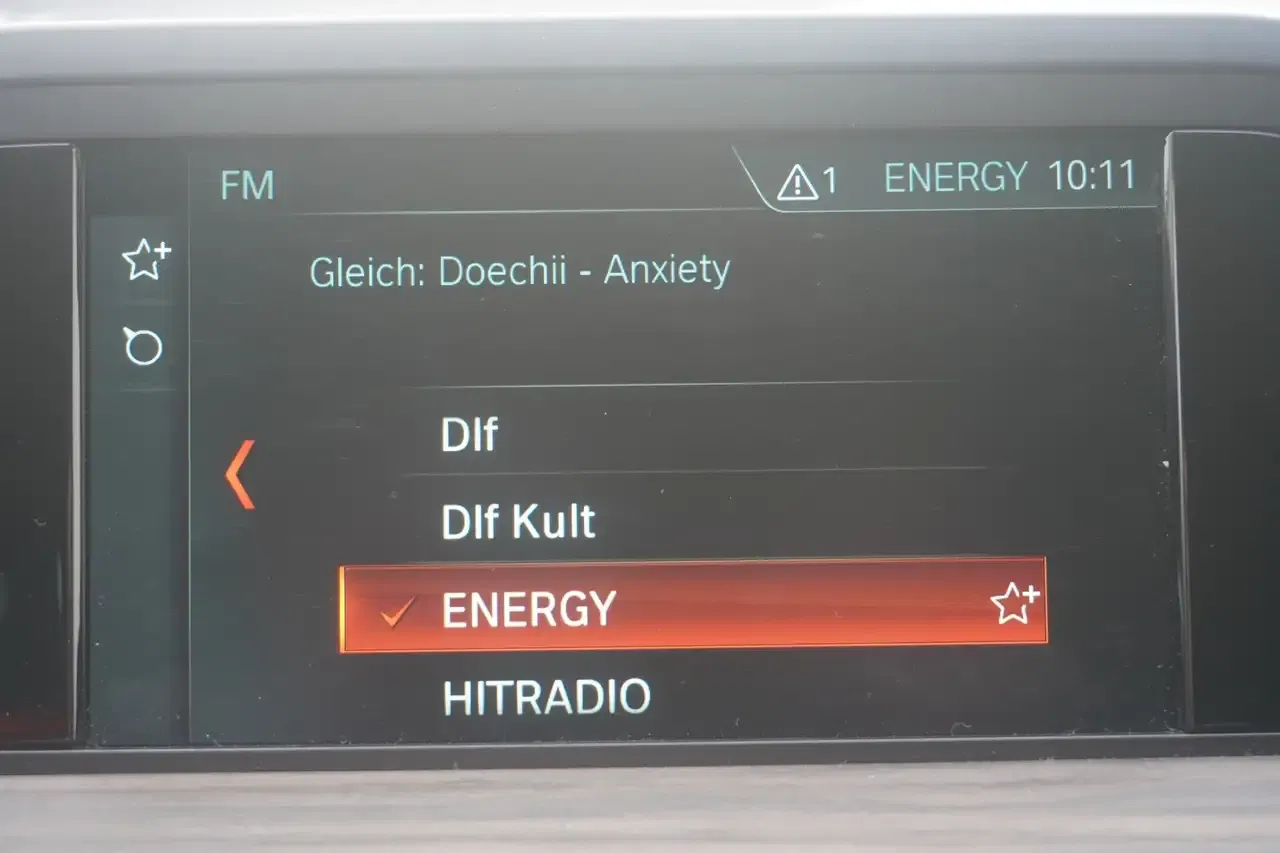 FM
1 ENERGY 10:11
Gleich: Doechii - Anxiety
Dlf
Dlf Kult
ENERGY
HITRADIO